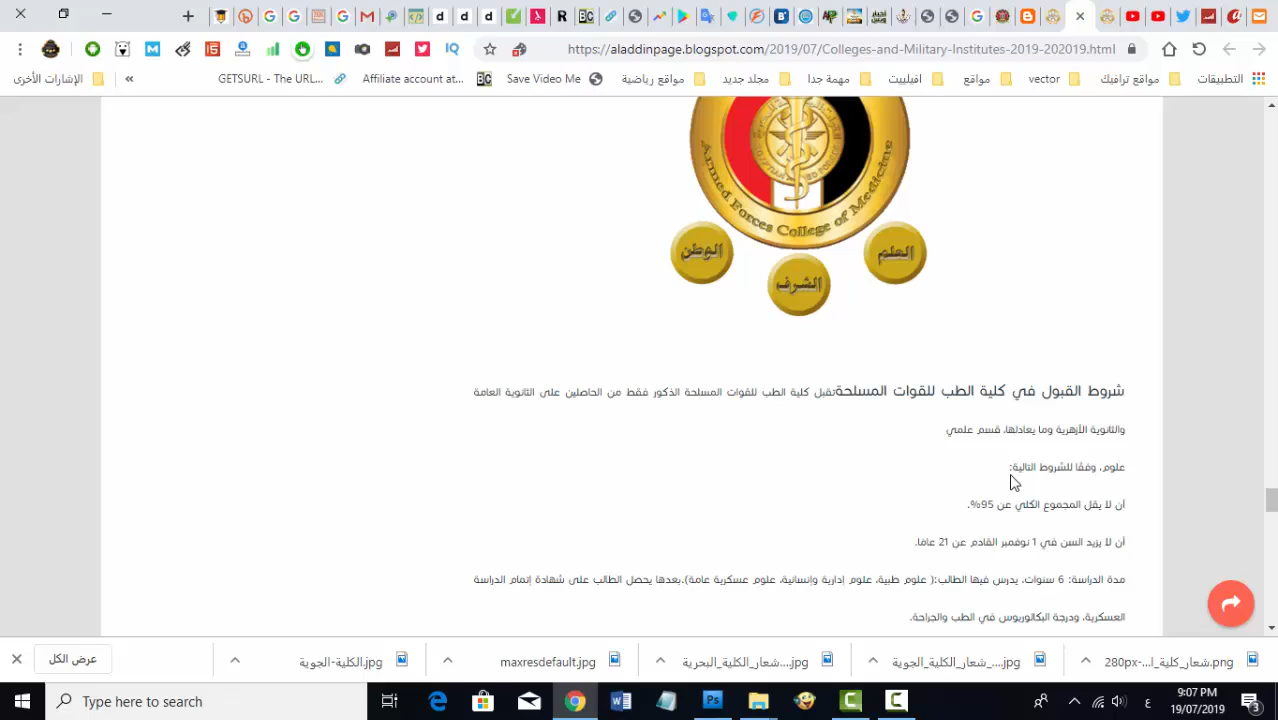 https://aladdinpage.blogspot.com/2019/07/Colleges-and-Military-Institutes-2019-202019.html
التطبيقات
مواقع ترافيك
vector
مواقع
افيلييت
مهمة جدا
مجلد جديد
مواقع رياضية
Save Video Me
Affiliate account at...
GETSURL - The URL...
»
الإشارات الأخرى
Armed Forces College of Medicine
العلم
الشرف
الوطن
شروط القبول في كلية الطب للقوات المسلحةتقبل كلية الطب للقوات المسلحة الذكور فقط من الحاصلين على الثانوية العامة
والثانوية الأزهرية وما يعادلها، قسم علمي
علوم، وفقًا للشروط التالية:
أن لا يقل المجموع الكلي عن 95%.
أن لا يزيد السن في 1 نوفمبر القادم عن 21 عامًا.
مدة الدراسة: 6 سنوات، يدرس فيها الطالب:( علوم طبية، علوم إدارية وإنسانية، علوم عسكرية عامة).بعدها يحصل الطالب على شهادة إتمام الدراسة
العسكرية، ودرجة البكالوريوس في الطب والجراحة.
280px-شعار_كلية_ا....png
شعار_الكلية_الجوية_....jpg
شعار_الكلية_البحرية....jpg
maxresdefault.jpg
الكلية-الجوية.jpg
عرض الكل
Type here to search
ع
9:07 PM
19/07/2019
3